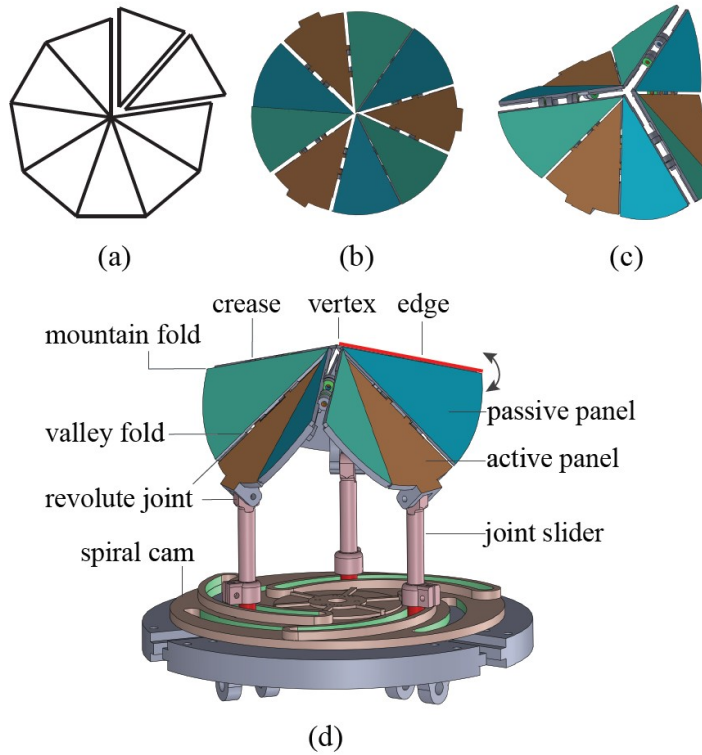 (a)
(b)
(c)
crease
vertex
edge
mountain fold
passive panel
valley fold
active panel
revolute joint
joint slider
spiral cam
(d)